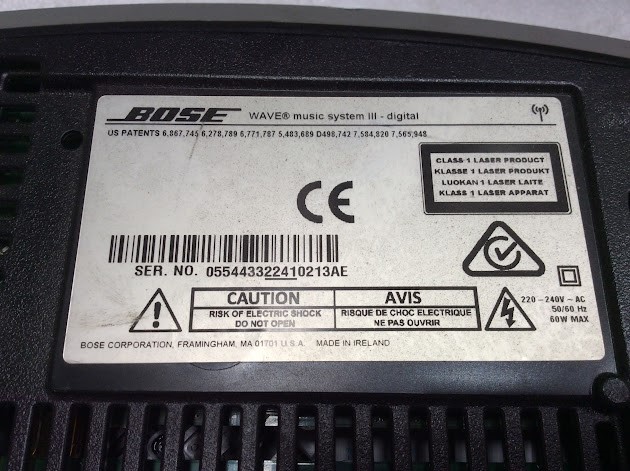 BOSE WAVE® music system III - digital
US PATENTS 6,867,745 6,278,789 6,771,787 5,483,689 D498,742 7,584,820 7,565,948
CLASS 1 LASER PRODUCT
KLASSE 1 LASER PRODUKT
LUOKAN 1 LASER LAITE
KLASS 1 LASER APPARAT
CE
SER. NO. 055443322410213AE
CAUTION
RISK OF ELECTRIC SHOCK
DO NOT OPEN
AVIS
RISQUE DE CHOC ELECTRIQUE
NE PAS OUVRIR
220 – 240V ~ AC
50/60 Hz
60W MAX
BOSE CORPORATION, FRAMINGHAM, MA 01701 U.S.A. MADE IN IRELAND